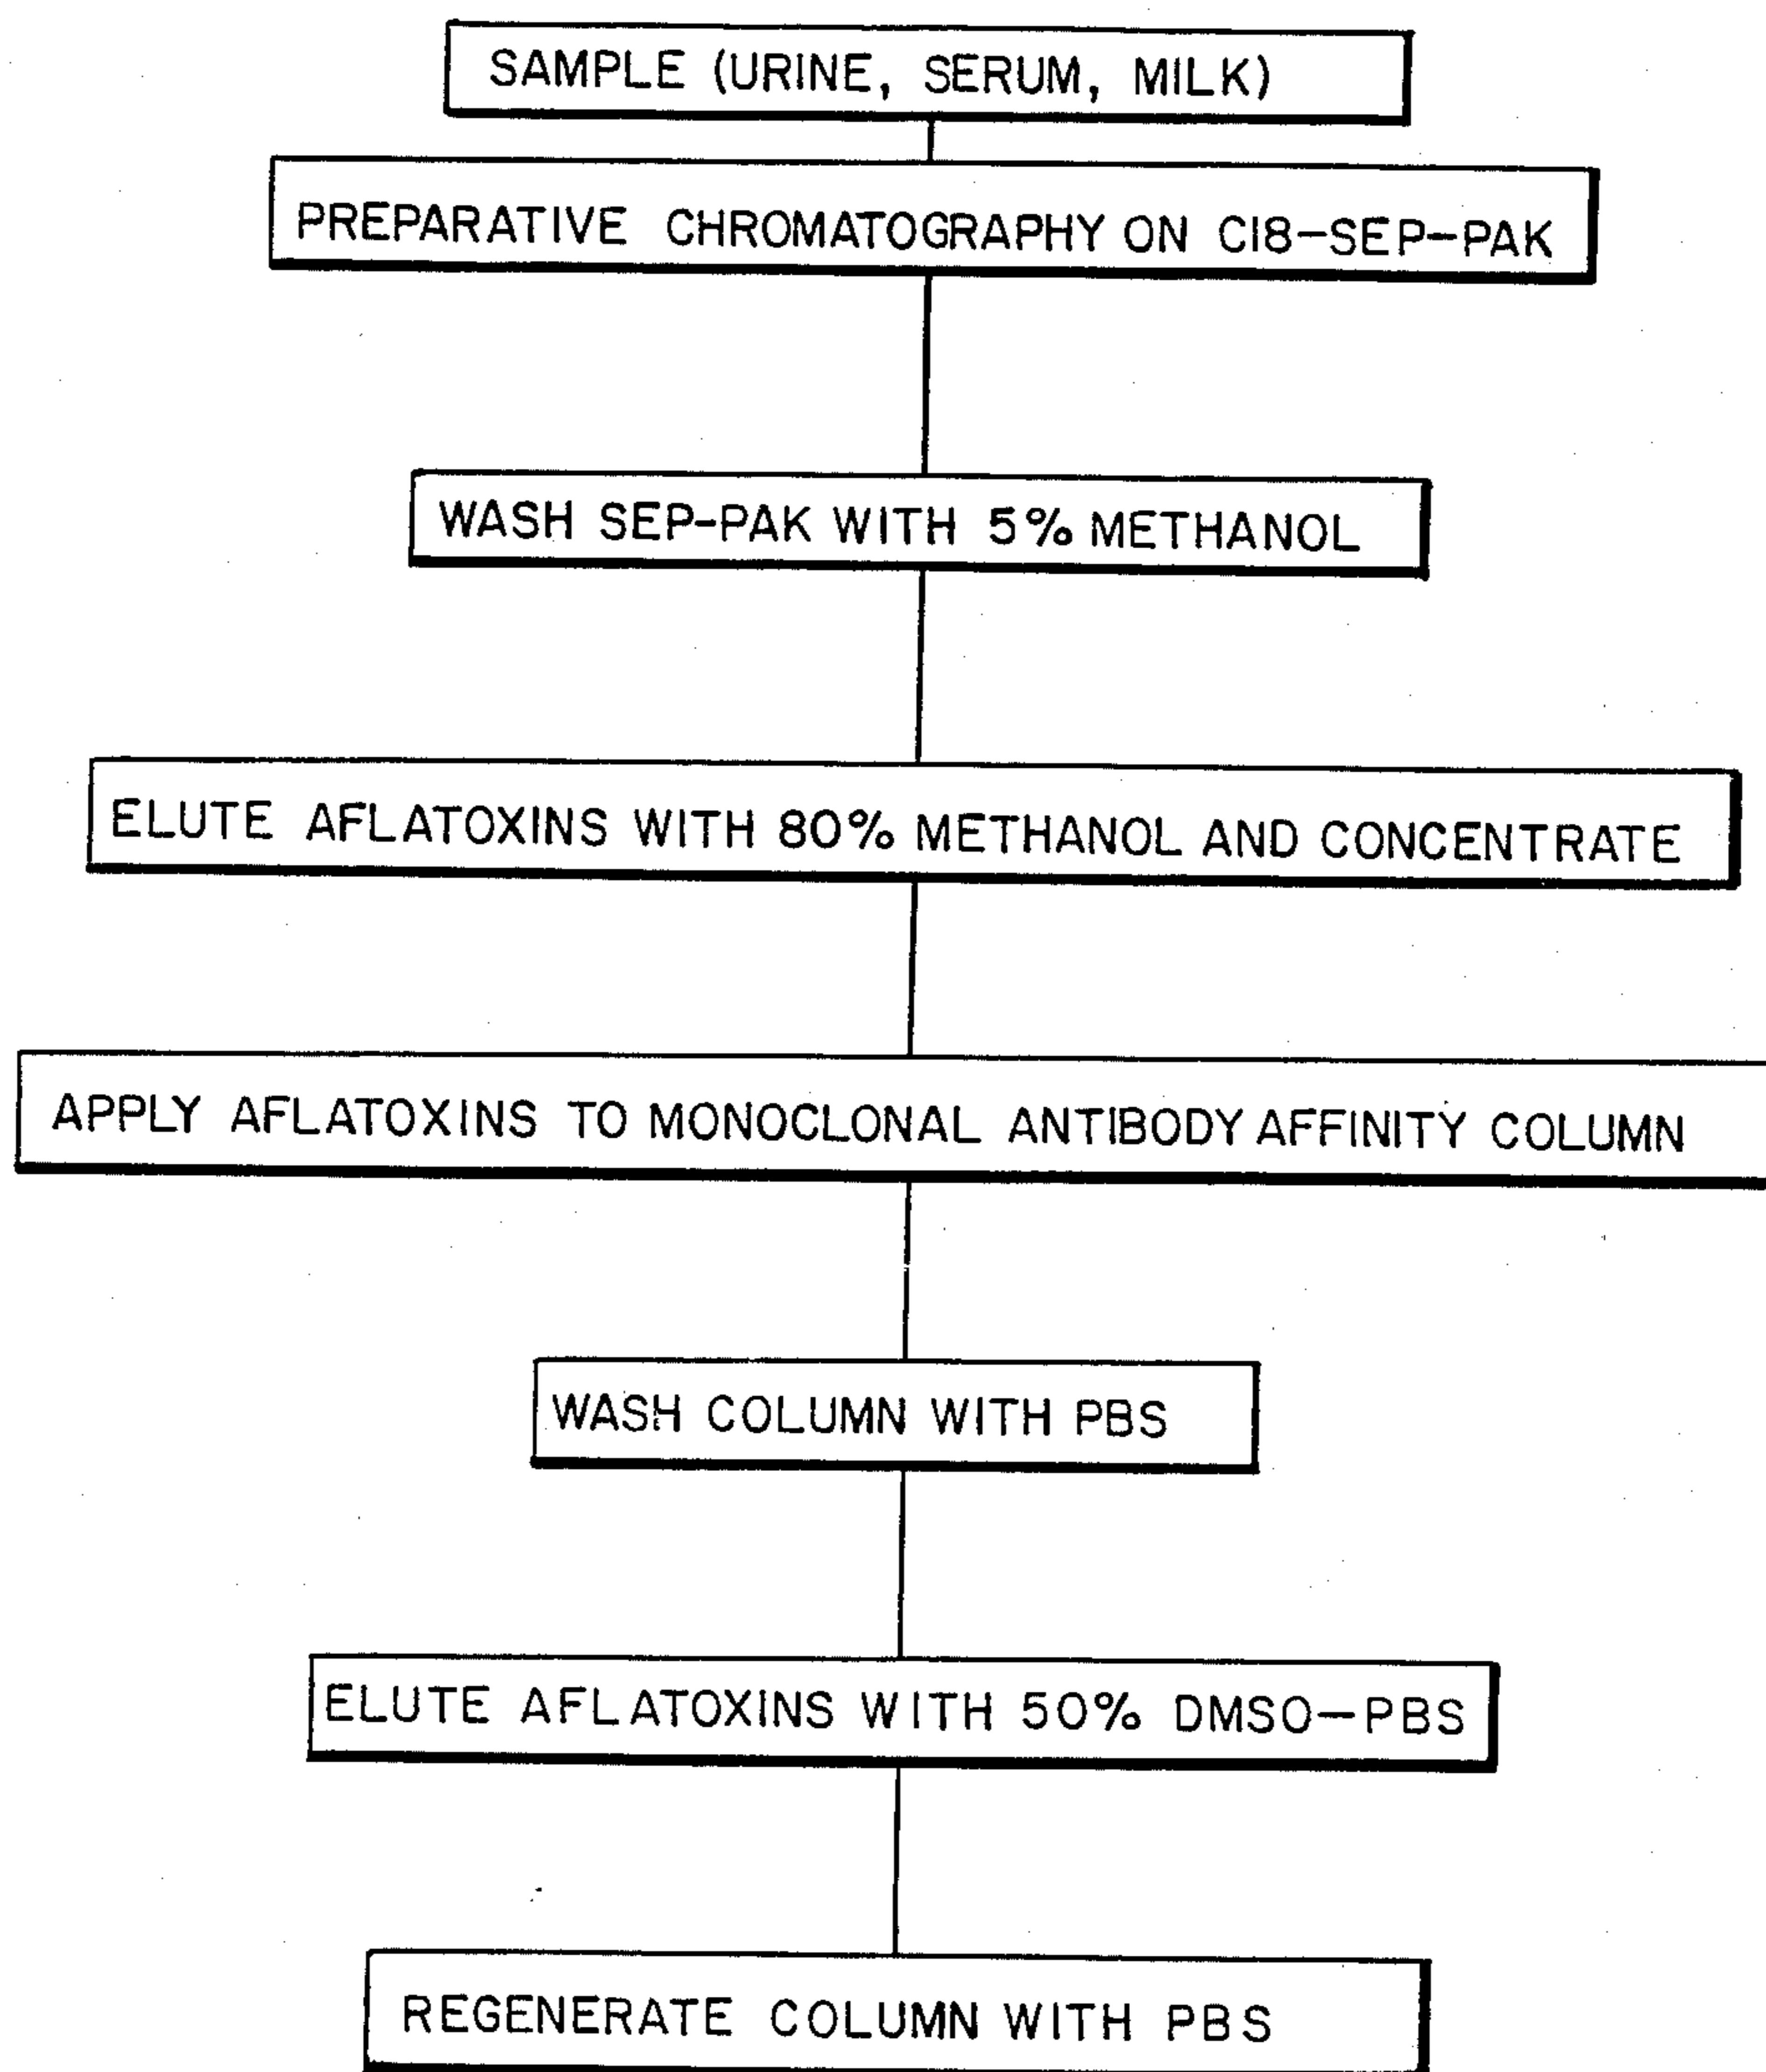 SAMPLE (URINE, SERUM, MILK)
PREPARATIVE CHROMATOGRAPHY ON C18-SEP-PAK
WASH SEP-PAK WITH 5% METHANOL
ELUTE AFLATOXINS WITH 80% METHANOL AND CONCENTRATE
APPLY AFLATOXINS TO MONOCLONAL ANTIBODY AFFINITY COLUMN
WASH COLUMN WITH PBS
ELUTE AFLATOXINS WITH 50% DMSO-PBS
REGENERATE COLUMN WITH PBS